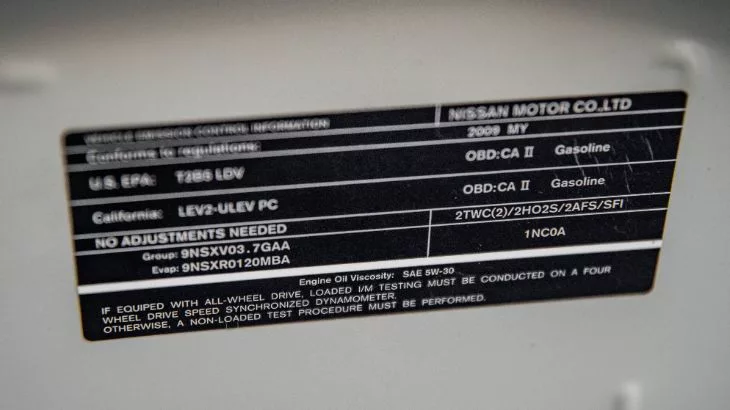 VEHICLE EMISSION CONTROL INFORMATION NISSAN MOTOR CO.,LTD
Conforms to regulations: 2009 MY
U.S. EPA: T2B5 LDV OBD:CA II Gasoline
California: LEV2-ULEV PC OBD:CA II Gasoline
NO ADJUSTMENTS NEEDED 2TWC(2)/2HO2S/2AFS/SFI
Group: 9NSXV03.7GAA 1NC0A
Evap: 9NSXR0120MBA
Engine Oil Viscosity: SAE 5W-30
IF EQUIPED WITH ALL-WHEEL DRIVE, LOADED I/M TESTING MUST BE CONDUCTED ON A FOUR
WHEEL DRIVE SPEED SYNCHRONIZED DYNAMOMETER.
OTHERWISE, A NON-LOADED TEST PROCEDURE MUST BE PERFORMED.